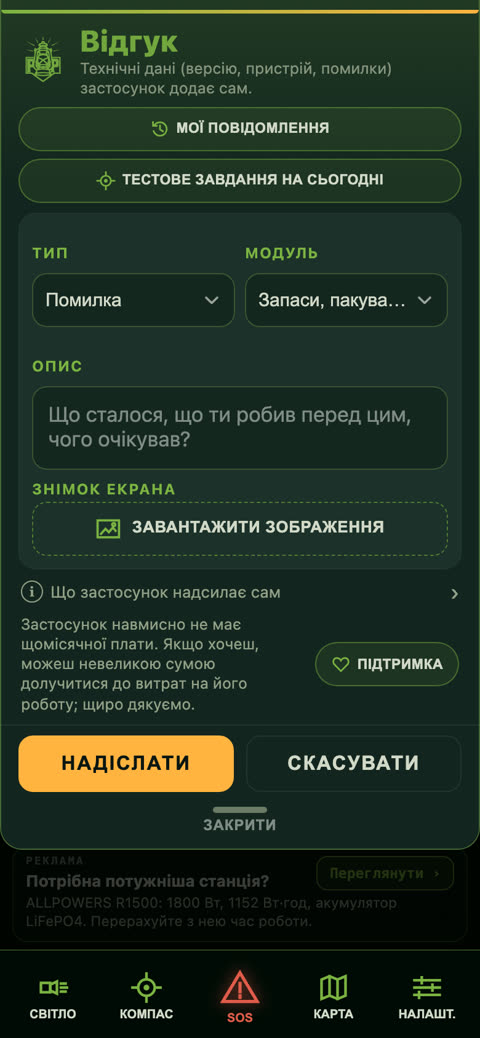 Відгук
Технічні дані (версію, пристрій, помилки)
застосунок додає сам.
МОЇ ПОВІДОМЛЕННЯ
ТЕСТОВЕ ЗАВДАННЯ НА СЬОГОДНІ
ТИП
МОДУЛЬ
Помилка
Запаси, пакува...
ОПИС
Що сталося, що ти робив перед цим,
чого очікував?
ЗНІМОК ЕКРАНА
ЗАВАНТАЖИТИ ЗОБРАЖЕННЯ
Що застосунок надсилає сам
Застосунок навмисно не має
щомісячної плати. Якщо хочеш,
можеш невеликою сумою
долучитися до витрат на його
роботу; щиро дякуємо.
ПІДТРИМКА
НАДІСЛАТИ
СКАСУВАТИ
ЗАКРИТИ
РЕКЛАМА
Потрібна потужніша станція?
Переглянути ›
ALLPOWERS R1500: 1800 Вт, 1152 Вт·год, акумулятор
LiFePO4. Перерахуйте з нею час роботи.
СВІТЛО
КОМПАС
SOS
КАРТА
НАЛАШТ.